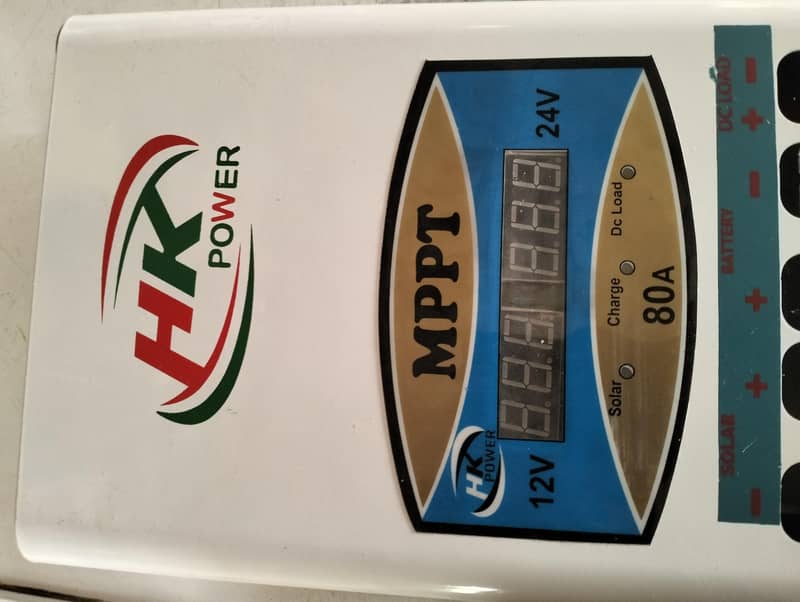 HK
POWER
MPPT
HK
POWER
12V
24V
Solar
Charge
Dc Load
80A
SOLAR
BATTERY
DC LOAD
- + + - + -